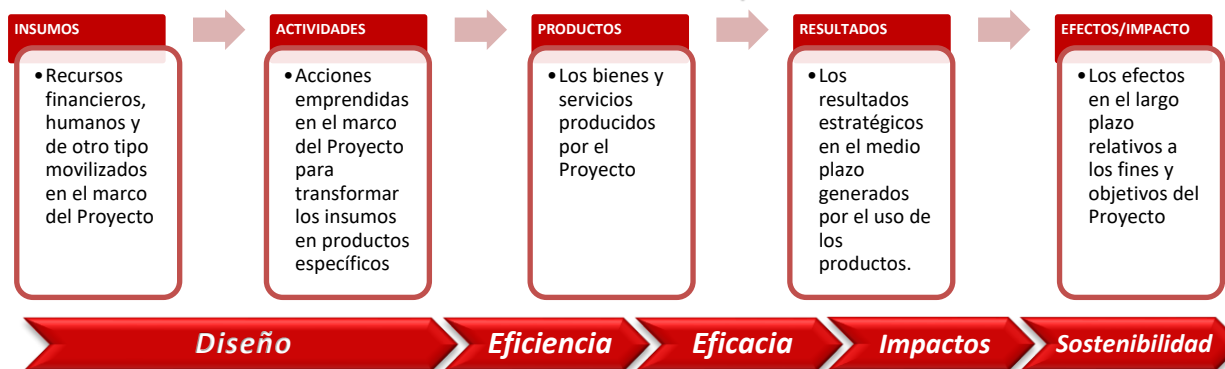 INSUMOS
•Recursos
financieros,
humanos y
de otro tipo
movilizados
en el marco
del Proyecto
ACTIVIDADES
•Acciones
emprendidas
en el marco
del Proyecto
para
transformar
los insumos
en productos
específicos
PRODUCTOS
•Los bienes y
servicios
producidos
por el
Proyecto
RESULTADOS
•Los
resultados
estratégicos
en el medio
plazo
generados
por el uso de
los
productos.
EFECTOS/IMPACTO
•Los efectos
en el largo
plazo
relativos a
los fines y
objetivos del
Proyecto
Diseño
Eficiencia
Eficacia
Impactos
Sostenibilidad